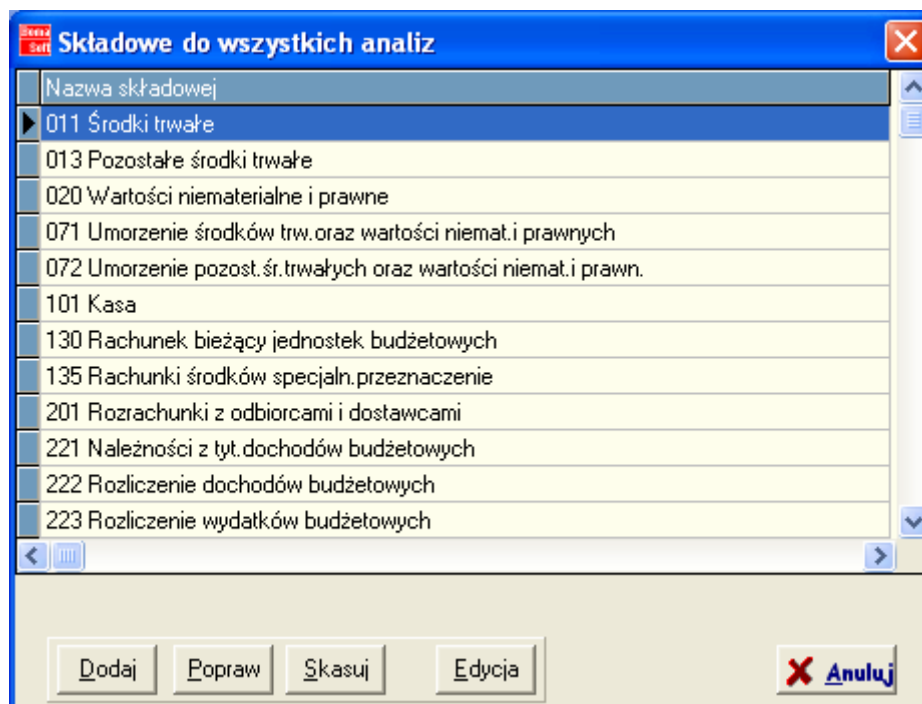 Soma
Soft
Składowe do wszystkich analiz
Nazwa składowej
011 Środki trwałe
013 Pozostałe środki trwałe
020 Wartości niematerialne i prawne
071 Umorzenie środków trw.oraz wartości niemat.i prawnych
072 Umorzenie pozost.śr.trwałych oraz wartości niemat.i prawn.
101 Kasa
130 Rachunek bieżący jednostek budżetowych
135 Rachunki środków specjaln.przeznaczenie
201 Rozrachunki z odbiorcami i dostawcami
221 Należności z tyt.dochodów budżetowych
222 Rozliczenie dochodów budżetowych
223 Rozliczenie wydatków budżetowych
Dodaj Popraw Skasuj Edycja Anuluj